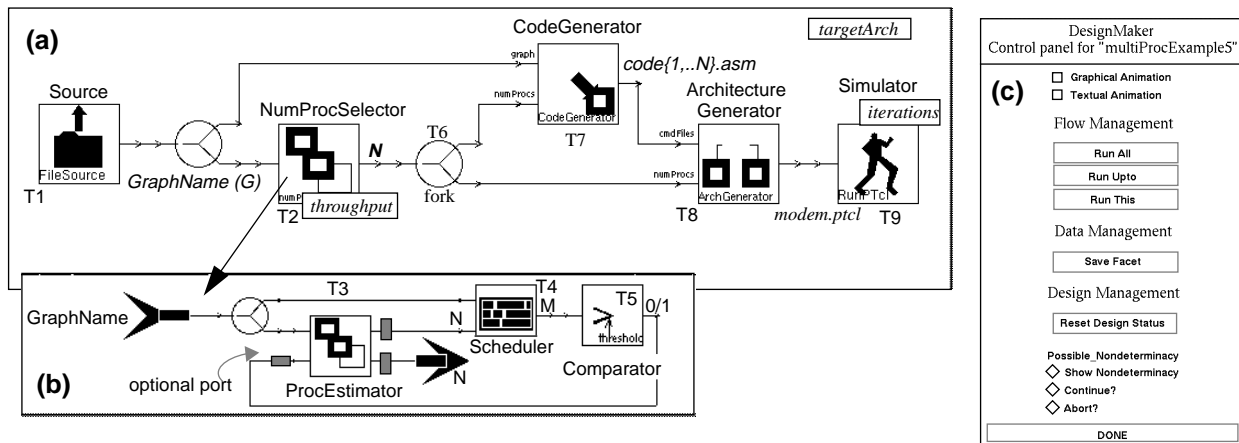 (a)
targetArch
CodeGenerator
graph
numProcs
CodeGenerator
T7
code{1,..N}.asm
Source
FileSource
T1
GraphName (G)
NumProcSelector
N
T2
throughput
T6
fork
Architecture
Generator
cmdFiles
numProcs
ArchGenerator
T8
modem.ptcl
Simulator
iterations
RunPTcl
T9
(b)
GraphName
T3
optional port
ProcEstimator
N
N
T4
M
Scheduler
T5
0/1
threshold
Comparator
DesignMaker
Control panel for "multiProcExample5"
(c)
Graphical Animation
Textual Animation
Flow Management
Run All
Run Upto
Run This
Data Management
Save Facet
Design Management
Reset Design Status
Possible_Nondeterminacy
Show Nondeterminacy
Continue?
Abort?
DONE